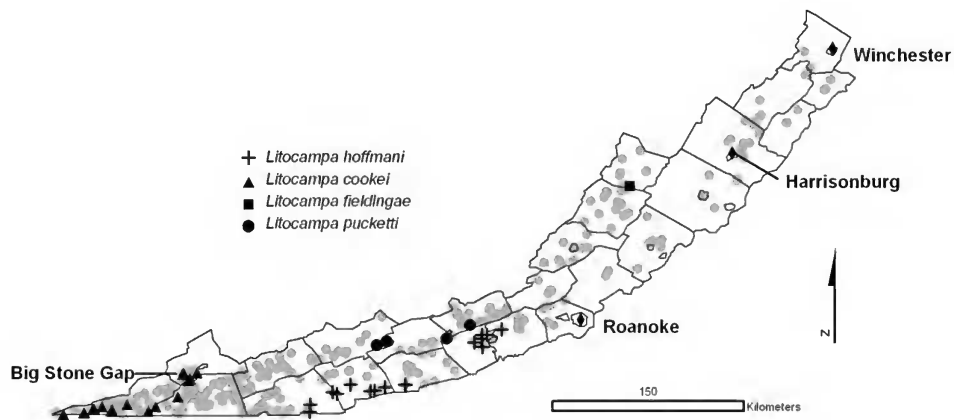 Winchester
Litocampa hoffmani
Litocampa cookei
Litocampa fieldingae
Litocampa pucketti
Harrisonburg
Roanoke
N
Big Stone Gap
150
Kilometers